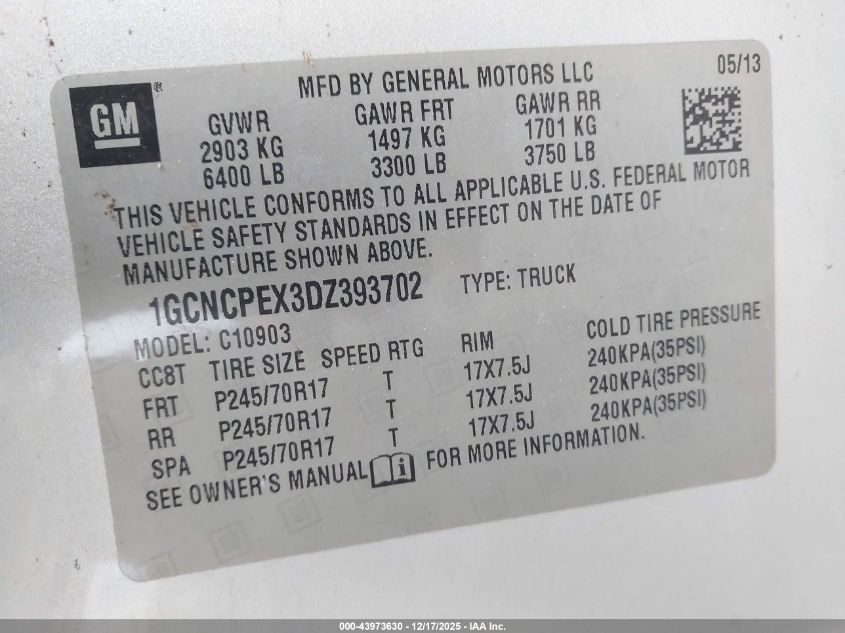 MFD BY GENERAL MOTORS LLC 05/13
GM®
GVWR GAWR FRT GAWR RR
2903 KG 1497 KG 1701 KG
6400 LB 3300 LB 3750 LB
THIS VEHICLE CONFORMS TO ALL APPLICABLE U.S. FEDERAL MOTOR
VEHICLE SAFETY STANDARDS IN EFFECT ON THE DATE OF
MANUFACTURE SHOWN ABOVE.
1GCNCPEX3DZ393702 TYPE: TRUCK
MODEL: C10903
CC8T TIRE SIZE SPEED RTG RIM COLD TIRE PRESSURE
FRT P245/70R17 T 17X7.5J 240KPA(35PSI)
RR P245/70R17 T 17X7.5J 240KPA(35PSI)
SPA P245/70R17 T 17X7.5J 240KPA(35PSI)
SEE OWNER'S MANUAL i FOR MORE INFORMATION.
000-43973630 - 12/17/2025 - IAA Inc.